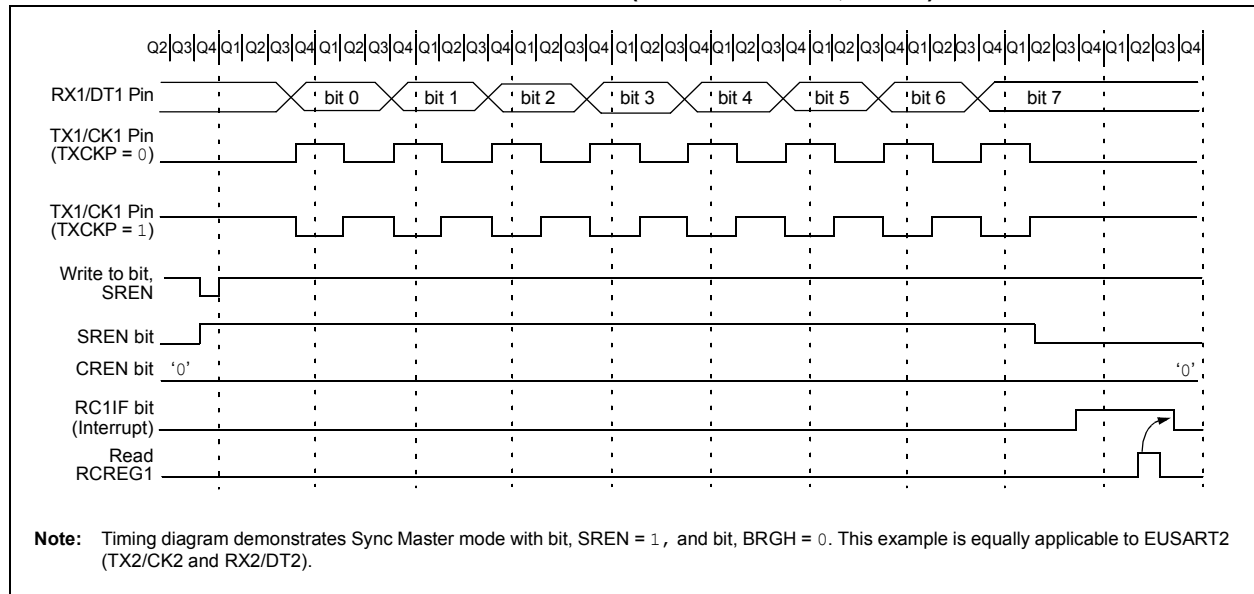 Q2 Q3 Q4 Q1 Q2 Q3 Q4 Q1 Q2 Q3 Q4 Q1 Q2 Q3 Q4 Q1 Q2 Q3 Q4 Q1 Q2 Q3 Q4 Q1 Q2 Q3 Q4 Q1 Q2 Q3 Q4 Q1 Q2 Q3 Q4 Q1 Q2 Q3 Q4 Q1 Q2 Q3 Q4
RX1/DT1 Pin
bit 0 bit 1 bit 2 bit 3 bit 4 bit 5 bit 6 bit 7
TX1/CK1 Pin
(TXCKP = 0)
TX1/CK1 Pin
(TXCKP = 1)
Write to bit,
SREN
SREN bit
CREN bit ‘0’ ‘0’
RC1IF bit
(Interrupt)
Read
RCREG1
Note: Timing diagram demonstrates Sync Master mode with bit, SREN = 1, and bit, BRGH = 0. This example is equally applicable to EUSART2
(TX2/CK2 and RX2/DT2).